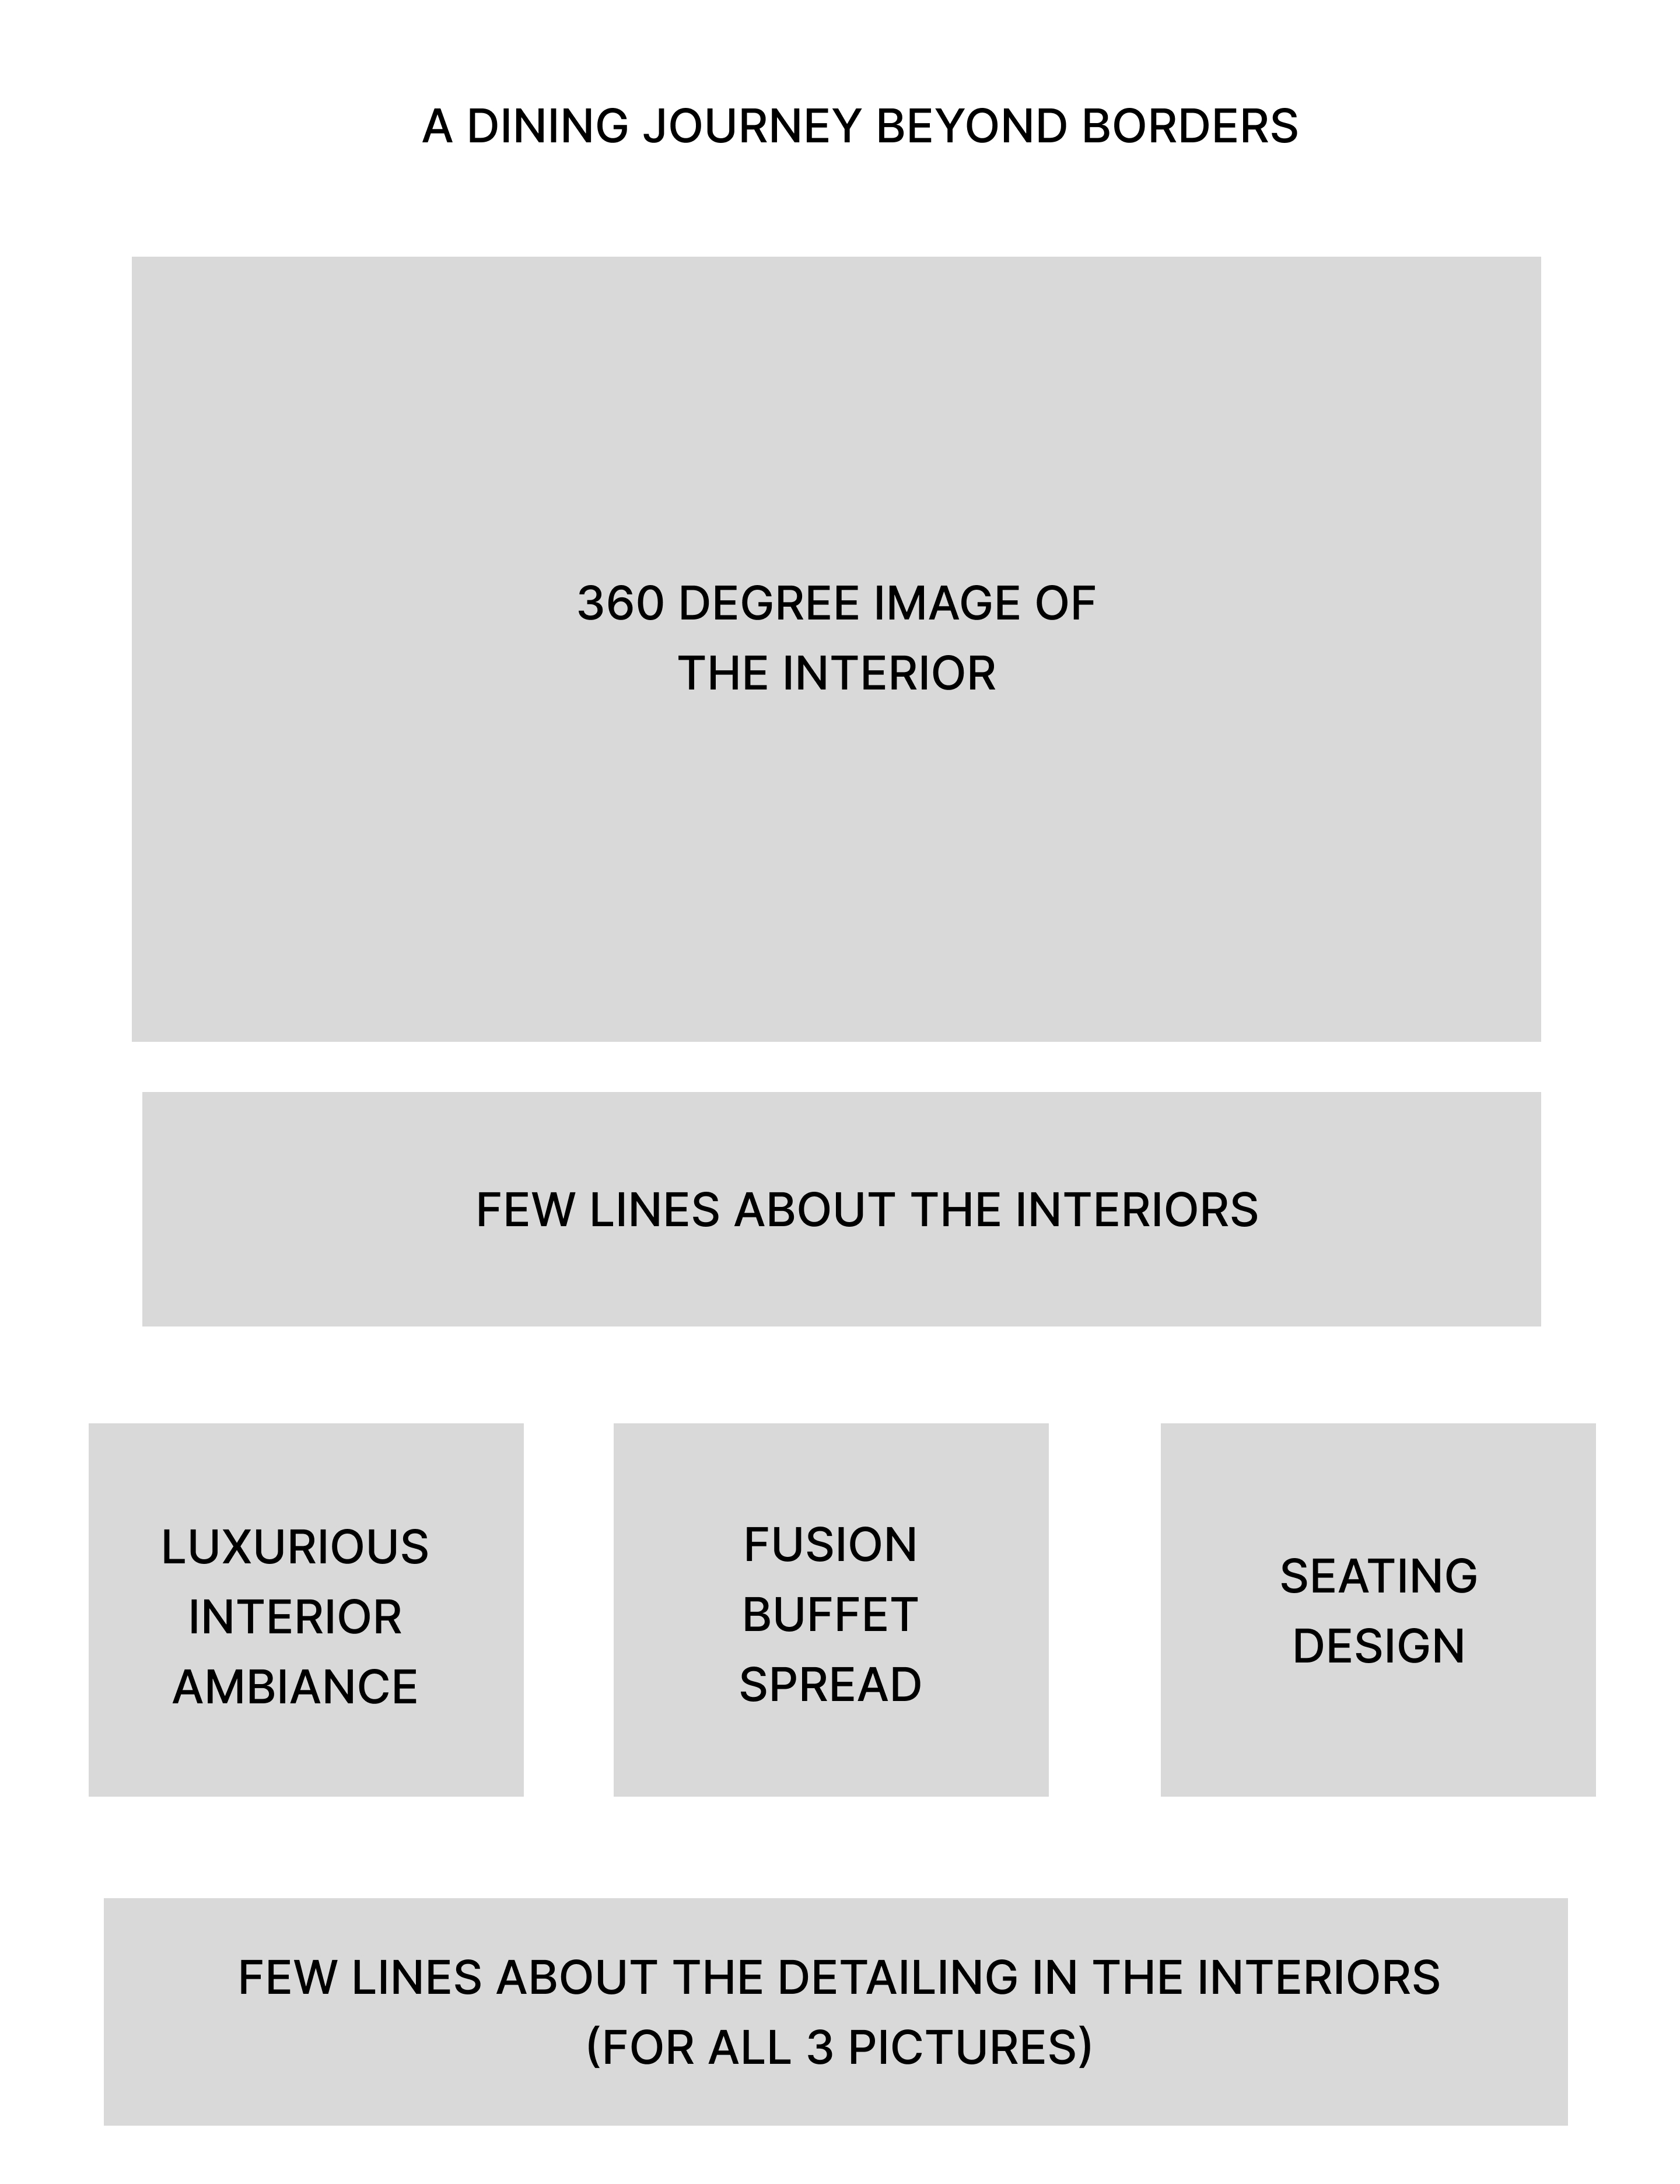 A DINING JOURNEY BEYOND BORDERS
360 DEGREE IMAGE OF
THE INTERIOR
FEW LINES ABOUT THE INTERIORS
LUXURIOUS
INTERIOR
AMBIANCE
FUSION
BUFFET
SPREAD
SEATING
DESIGN
FEW LINES ABOUT THE DETAILING IN THE INTERIORS
(FOR ALL 3 PICTURES)